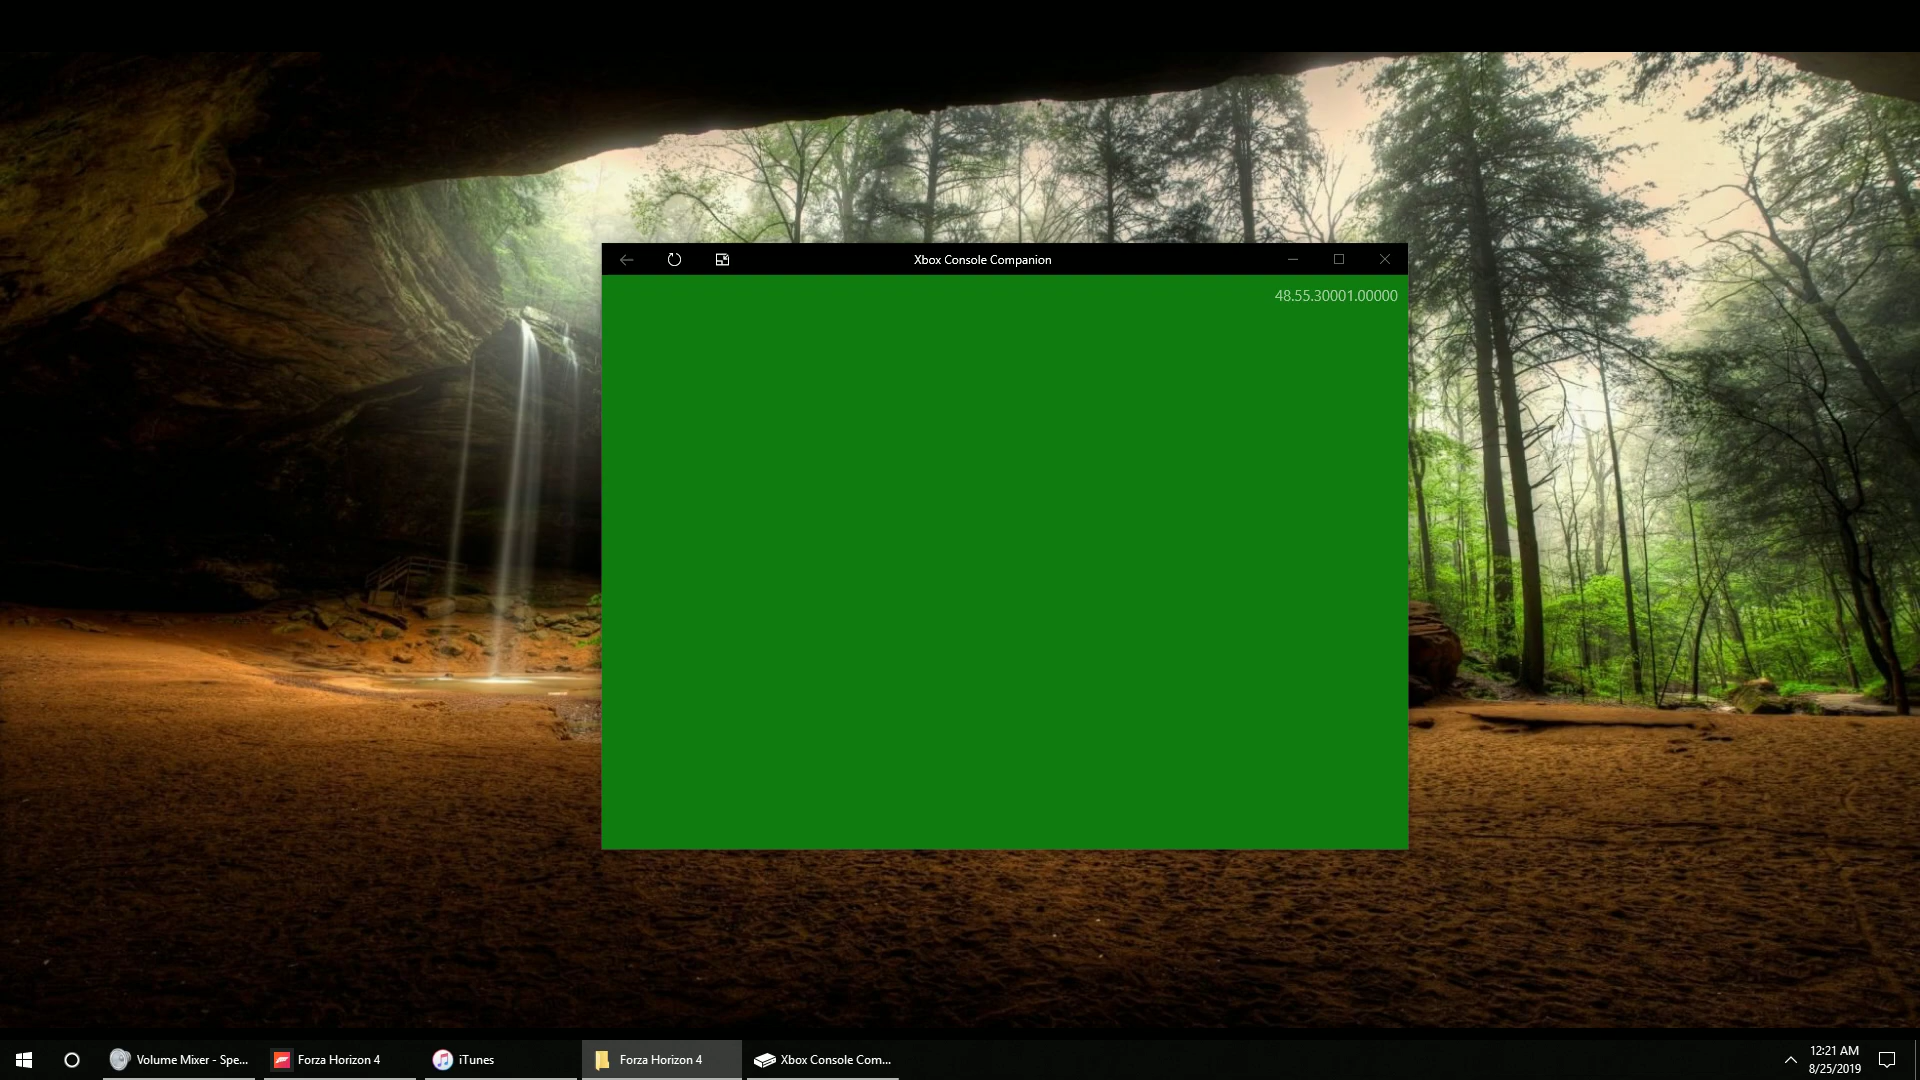 Xbox Console Companion
48.55.30001.00000
Volume Mixer - Spe...
Forza Horizon 4
iTunes
Forza Horizon 4
Xbox Console Com...
12:21 AM
8/25/2019